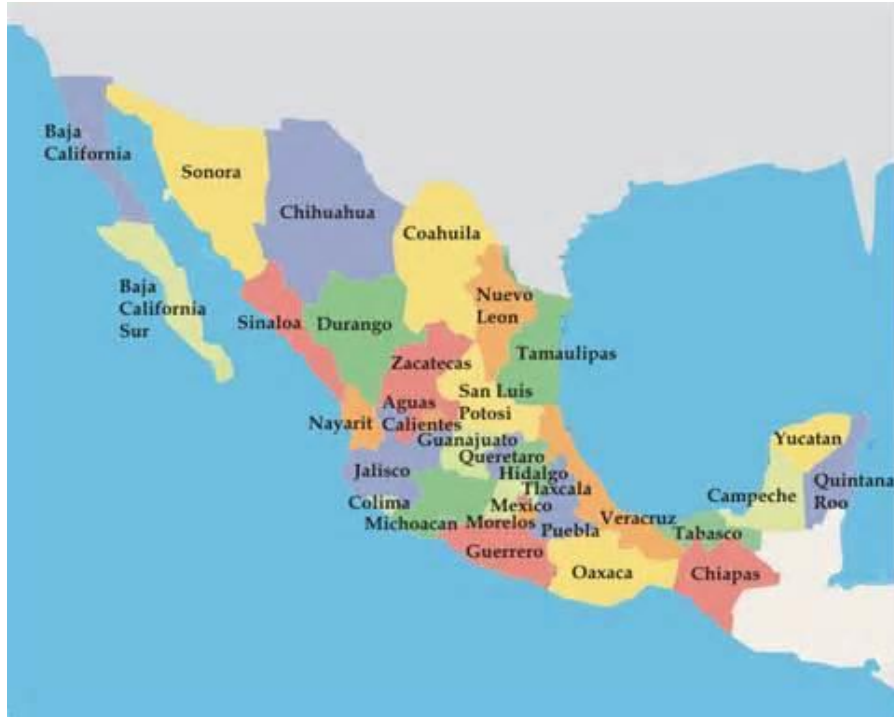 Baja
California
Sonora
Chihuahua
Coahuila
Baja
California
Sur
Sinaloa
Durango
Nuevo
Leon
Zacatecas
Tamaulipas
San Luis
Potosi
Nayarit
Aguas
Calientes
Guanajuato
Queretaro
Jalisco
Hidalgo
Tlaxcala
Colima
Mexico
Michoacan
Morelos
Puebla
Veracruz
Guerrero
Oaxaca
Tabasco
Chiapas
Campeche
Yucatan
Quintana
Roo